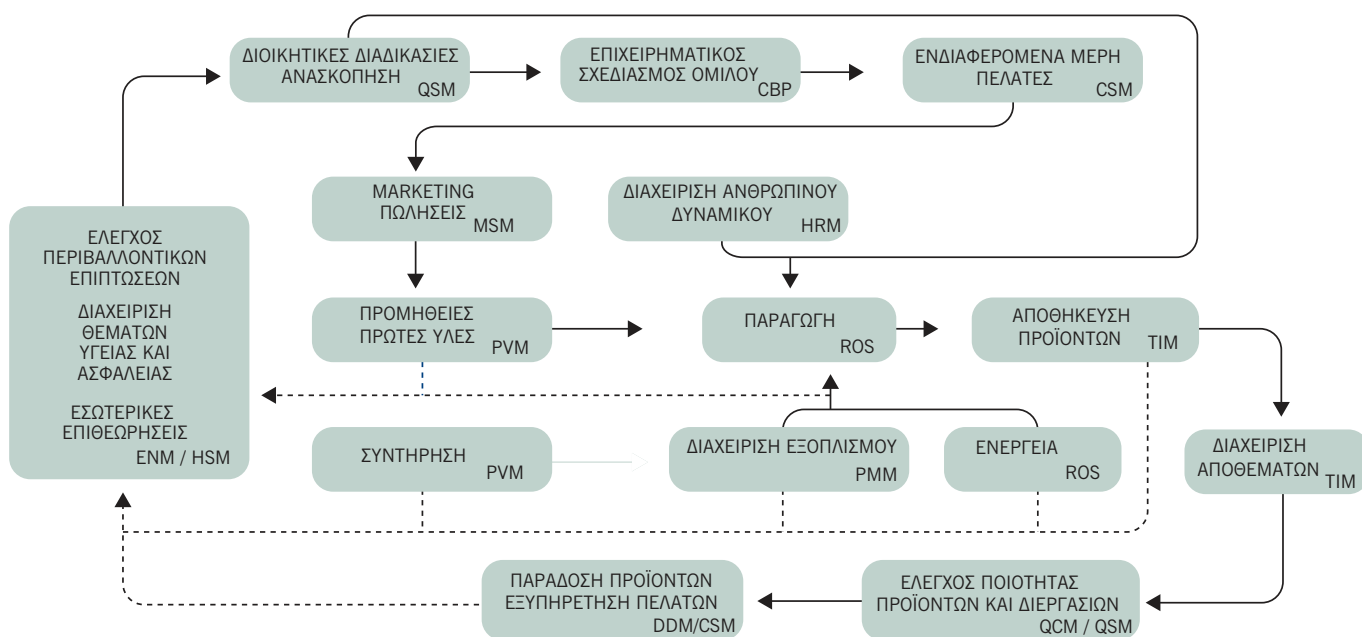 ΔΙΟΙΚΗΤΙΚΕΣ ΔΙΑΔΙΚΑΣΙΕΣ
ΑΝΑΣΚΟΠΗΣΗ
QSM
ΕΠΙΧΕΙΡΗΜΑΤΙΚΟΣ
ΣΧΕΔΙΑΣΜΟΣ ΟΜΙΛΟΥ
CBP
ΕΝΔΙΑΦΕΡΟΜΕΝΑ ΜΕΡΗ
ΠΕΛΑΤΕΣ
CSM
MARKETING
ΠΩΛΗΣΕΙΣ
MSM
ΔΙΑΧΕΙΡΙΣΗ ΑΝΘΡΩΠΙΝΟΥ
ΔΥΝΑΜΙΚΟΥ
HRM
ΕΛΕΓΧΟΣ
ΠΕΡΙΒΑΛΛΟΝΤΙΚΩΝ
ΕΠΙΠΤΩΣΕΩΝ
ΔΙΑΧΕΙΡΙΣΗ
ΘΕΜΑΤΩΝ
ΥΓΕΙΑΣ ΚΑΙ
ΑΣΦΑΛΕΙΑΣ
ΕΣΩΤΕΡΙΚΕΣ
ΕΠΙΘΕΩΡΗΣΕΙΣ
ENM / HSM
ΠΡΟΜΗΘΕΙΕΣ
ΠΡΩΤΕΣ ΥΛΕΣ
PVM
ΠΑΡΑΓΩΓΗ
ROS
ΑΠΟΘΗΚΕΥΣΗ
ΠΡΟΪΟΝΤΩΝ
TIM
ΣΥΝΤΗΡΗΣΗ
PVM
ΔΙΑΧΕΙΡΙΣΗ ΕΞΟΠΛΙΣΜΟΥ
PMM
ΕΝΕΡΓΕΙΑ
ROS
ΔΙΑΧΕΙΡΙΣΗ
ΑΠΟΘΕΜΑΤΩΝ
TIM
ΠΑΡΑΔΟΣΗ ΠΡΟΪΟΝΤΩΝ
ΕΞΥΠΗΡΕΤΗΣΗ ΠΕΛΑΤΩΝ
DDM/CSM
ΕΛΕΓΧΟΣ ΠΟΙΟΤΗΤΑΣ
ΠΡΟΪΟΝΤΩΝ ΚΑΙ ΔΙΕΡΓΑΣΙΩΝ
QCM / QSM